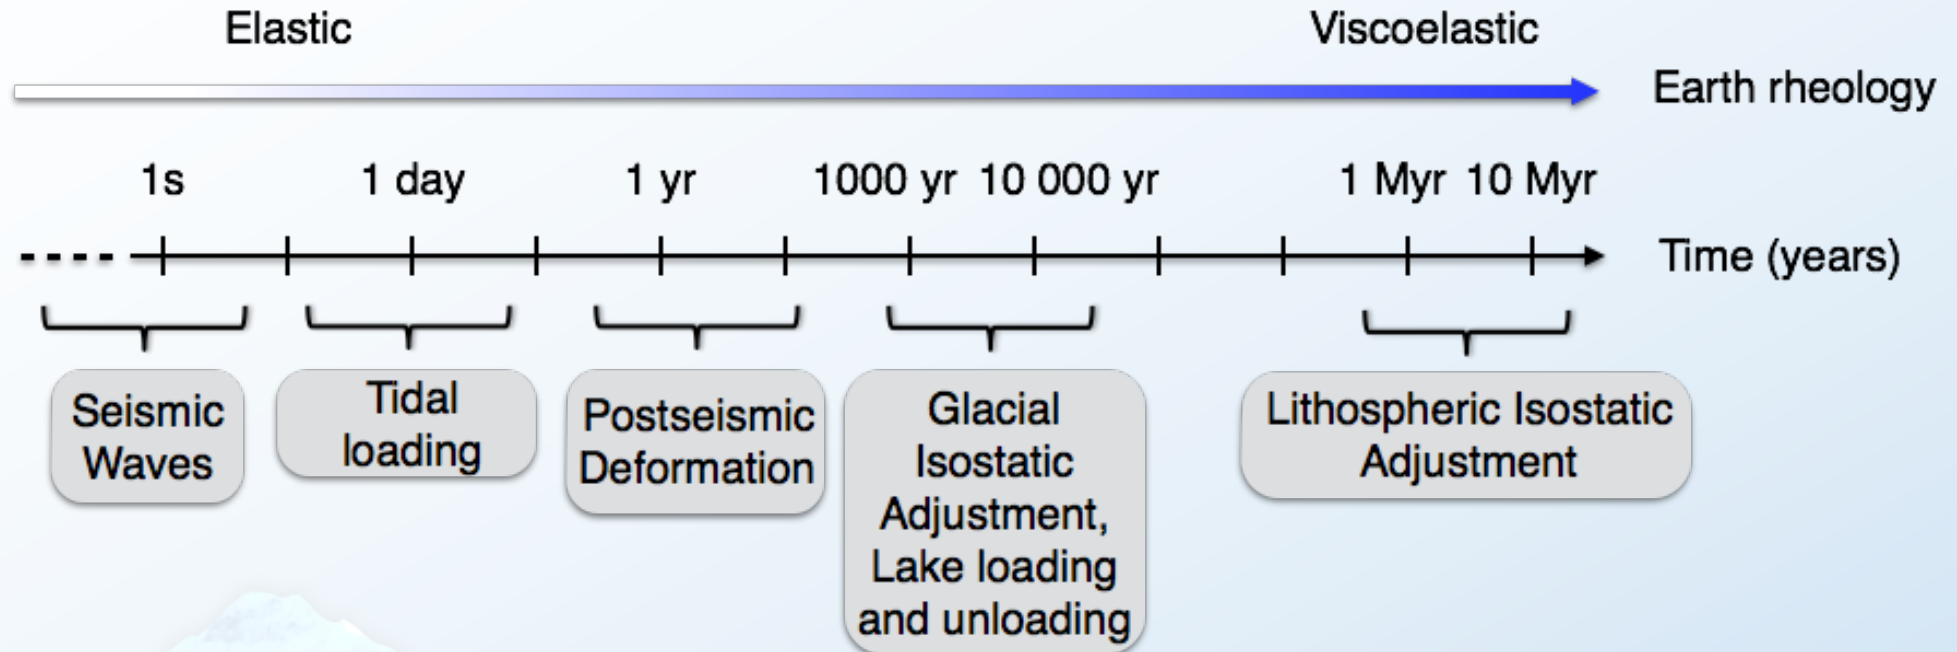 Elastic
Viscoelastic
Earth rheology
1s
1 day
1 yr
1000 yr
10 000 yr
1 Myr
10 Myr
Time (years)
Seismic
Waves
Tidal
loading
Postseismic
Deformation
Glacial
Isostatic
Adjustment,
Lake loading
and unloading
Lithospheric Isostatic
Adjustment